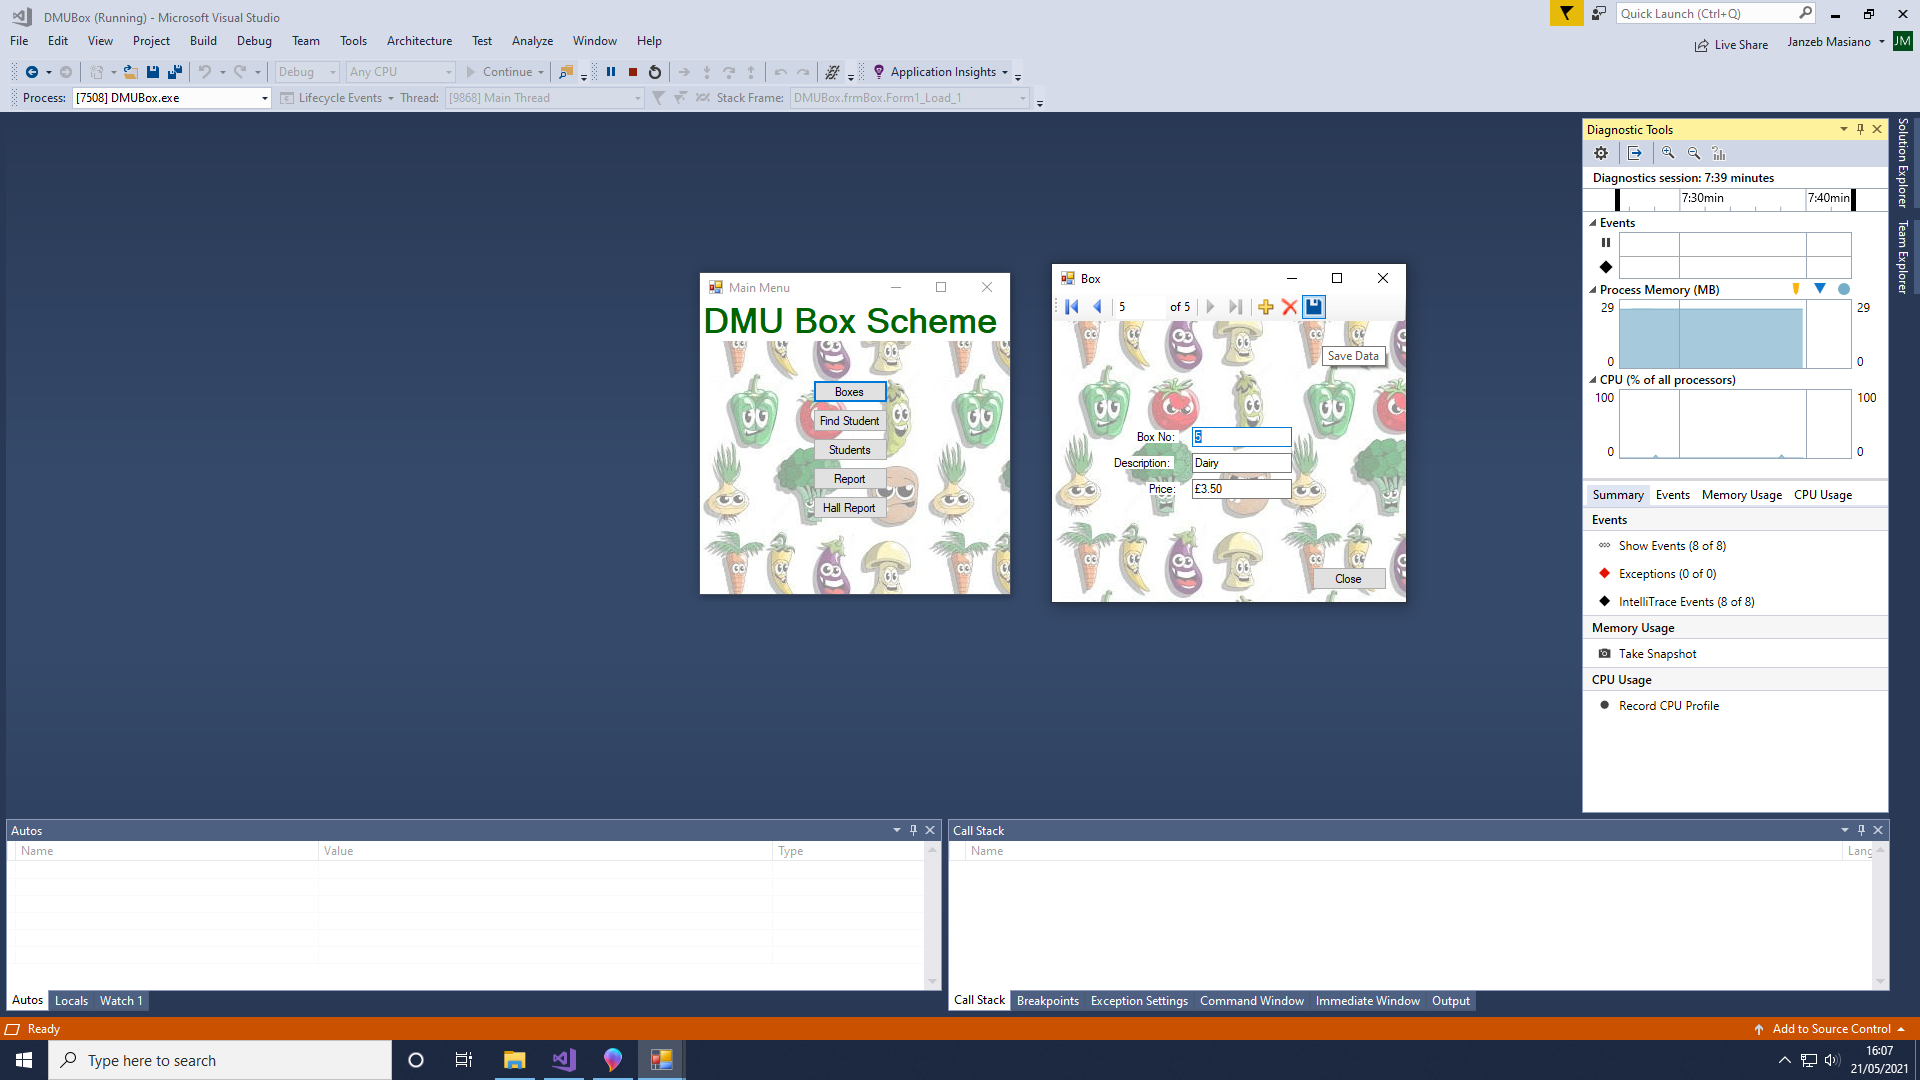 DMUBox (Running) - Microsoft Visual Studio
Quick Launch (Ctrl+Q)
File Edit View Project Build Debug Team Tools Architecture Test Analyze Window Help
Live Share
Janzeb Masiano
JM
Debug
Any CPU
Continue
Application Insights
Process: [7508] DMUBox.exe
Lifecycle Events
Thread: [9868] Main Thread
Stack Frame: DMUBox.frmBox.Form1_Load_1
Main Menu
DMU Box Scheme
Boxes
Find Student
Students
Report
Hall Report
Box
5 of 5
Save Data
Box No: 5
Description: Dairy
Price: £3.50
Close
Diagnostic Tools
Diagnostics session: 7:39 minutes
7:30min 7:40min
Events
Process Memory (MB)
29 29
0 0
CPU (% of all processors)
100 100
0 0
Summary Events Memory Usage CPU Usage
Events
Show Events (8 of 8)
Exceptions (0 of 0)
IntelliTrace Events (8 of 8)
Memory Usage
Take Snapshot
CPU Usage
Record CPU Profile
Solution Explorer
Team Explorer
Autos
Name Value Type
Autos Locals Watch 1
Call Stack
Name Lang
Call Stack Breakpoints Exception Settings Command Window Immediate Window Output
Ready
Add to Source Control
Type here to search
16:07
21/05/2021